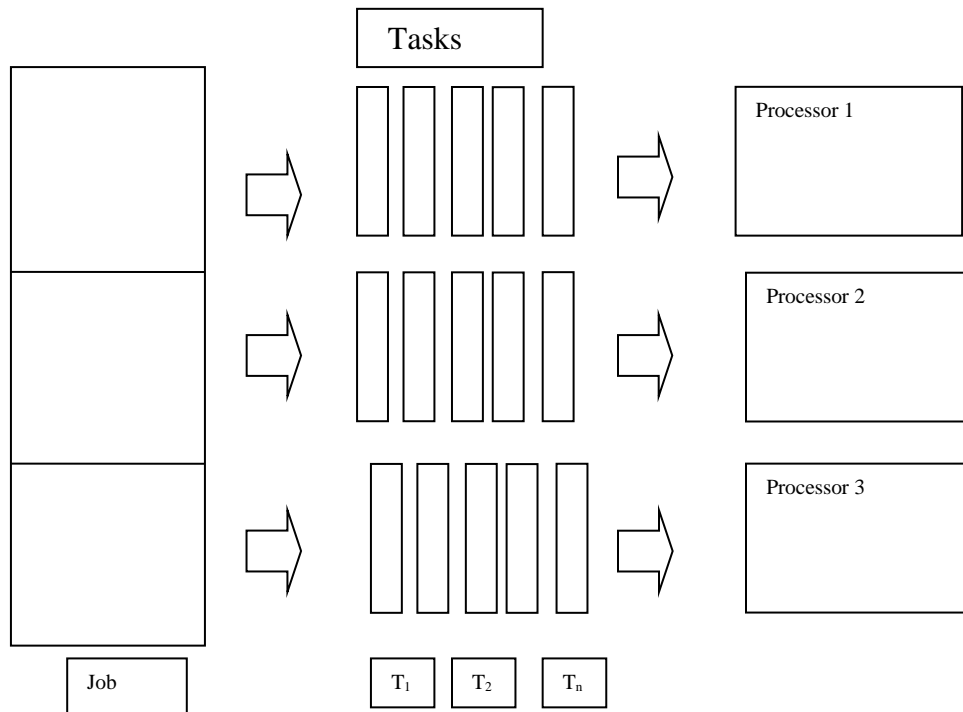 Tasks
Processor 1
Processor 2
Processor 3
Job
T₁
T₂
Tₙ